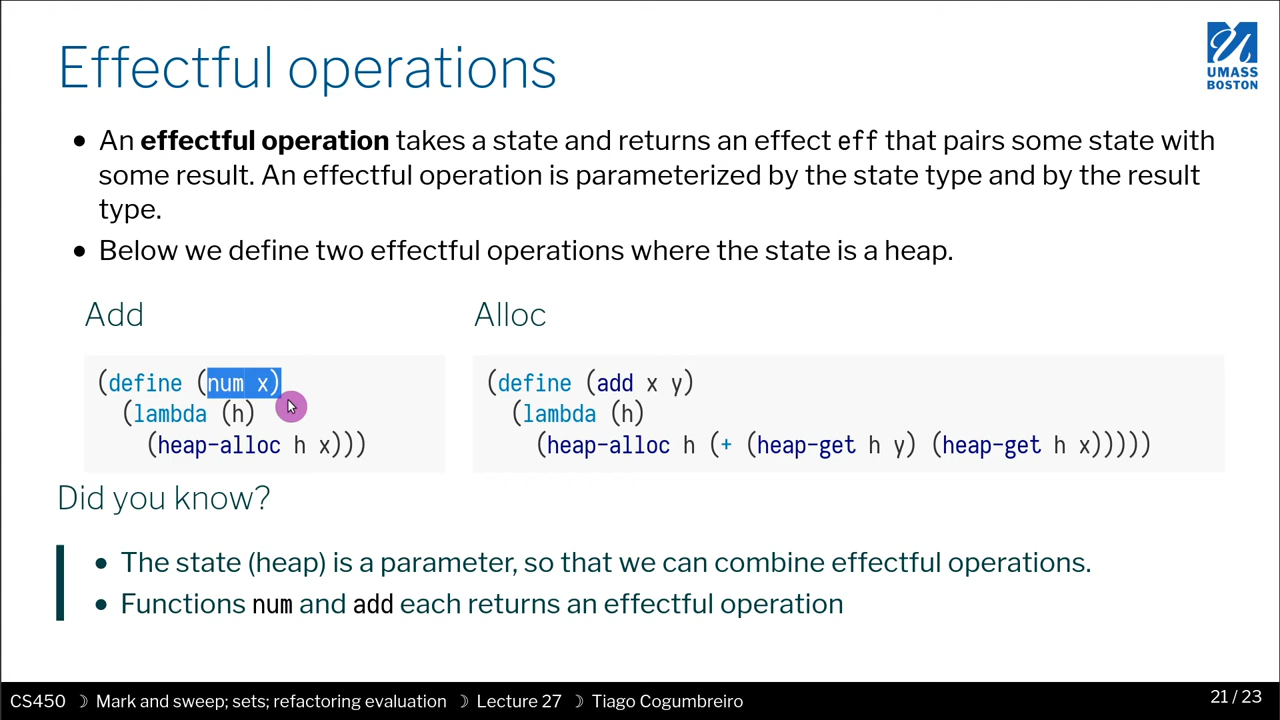 Effectful operations
UMASS
BOSTON
• An effectful operation takes a state and returns an effect eff that pairs some state with
some result. An effectful operation is parameterized by the state type and by the result
type.
• Below we define two effectful operations where the state is a heap.
Add
(define (num x)
(lambda (h)
(heap-alloc h x)))
Alloc
(define (add x y)
(lambda (h)
(heap-alloc h (+ (heap-get h y) (heap-get h x)))))
Did you know?
• The state (heap) is a parameter, so that we can combine effectful operations.
• Functions num and add each returns an effectful operation
CS450 ☽ Mark and sweep; sets; refactoring evaluation ☽ Lecture 27 ☽ Tiago Cogumbreiro
21 / 23